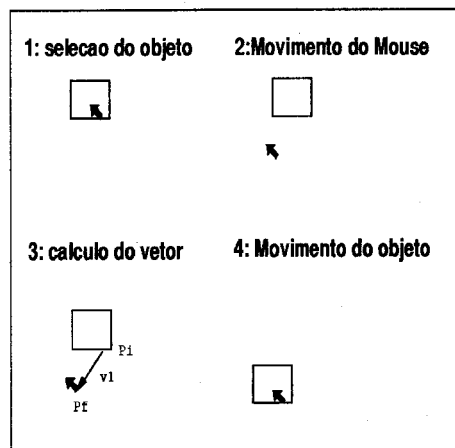 1: selecao do objeto
2:Movimento do Mouse
3: calculo do vetor
4: Movimento do objeto
Pi
v1
Pf